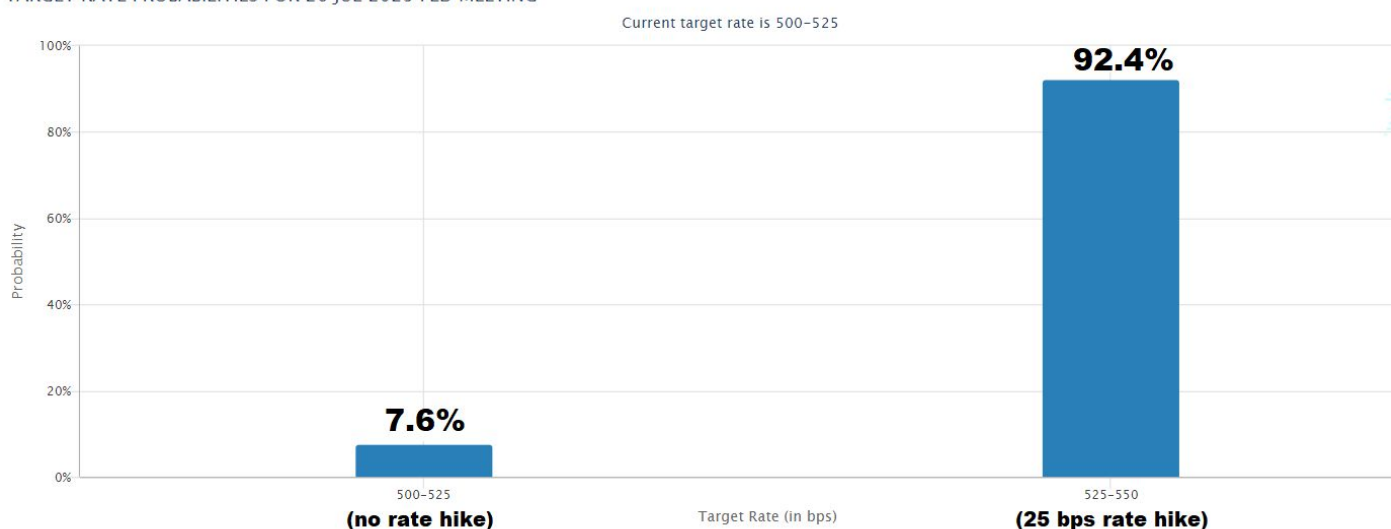 Current target rate is 500-525
100%
92.4%
80%
60%
Probability
40%
20%
7.6%
0%
500-525
525-550
(no rate hike)
Target Rate (in bps)
(25 bps rate hike)